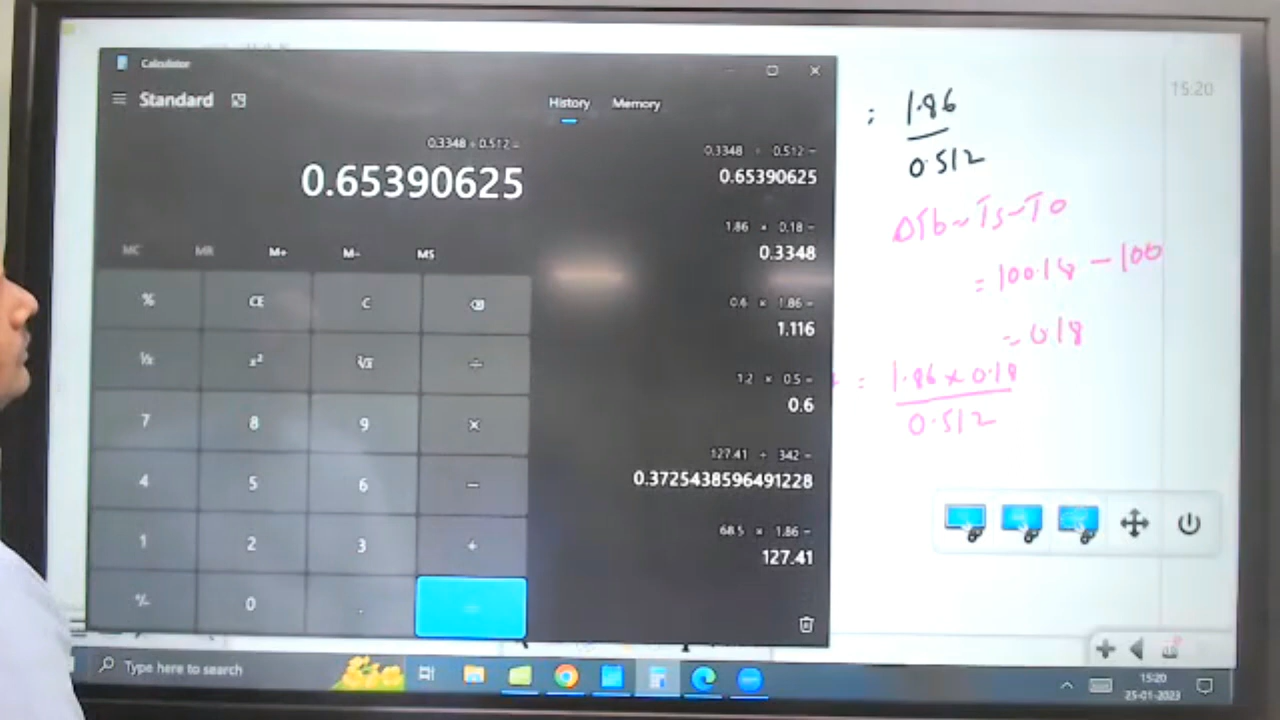 Calculator
Standard
History Memory
0.3348 ÷ 0.512 =
0.65390625
MC MR M+ M- MS
% CE C
¹/x x² ²√x ÷
7 8 9 ×
4 5 6 −
1 2 3 +
+/- 0 .
0.3348 ÷ 0.512 =
0.65390625
1.86 × 0.18 =
0.3348
0.6 × 1.86 =
1.116
1.2 × 0.5 =
0.6
127.41 ÷ 342 =
0.3725438596491228
68.5 × 1.86 =
127.41
15:20
: 1.86
0.512
ΔTb = Ts - To
= 100.18 - 100
= 0.18
= 1.86 × 0.18
0.512
Type here to search
15:20
25-01-2023